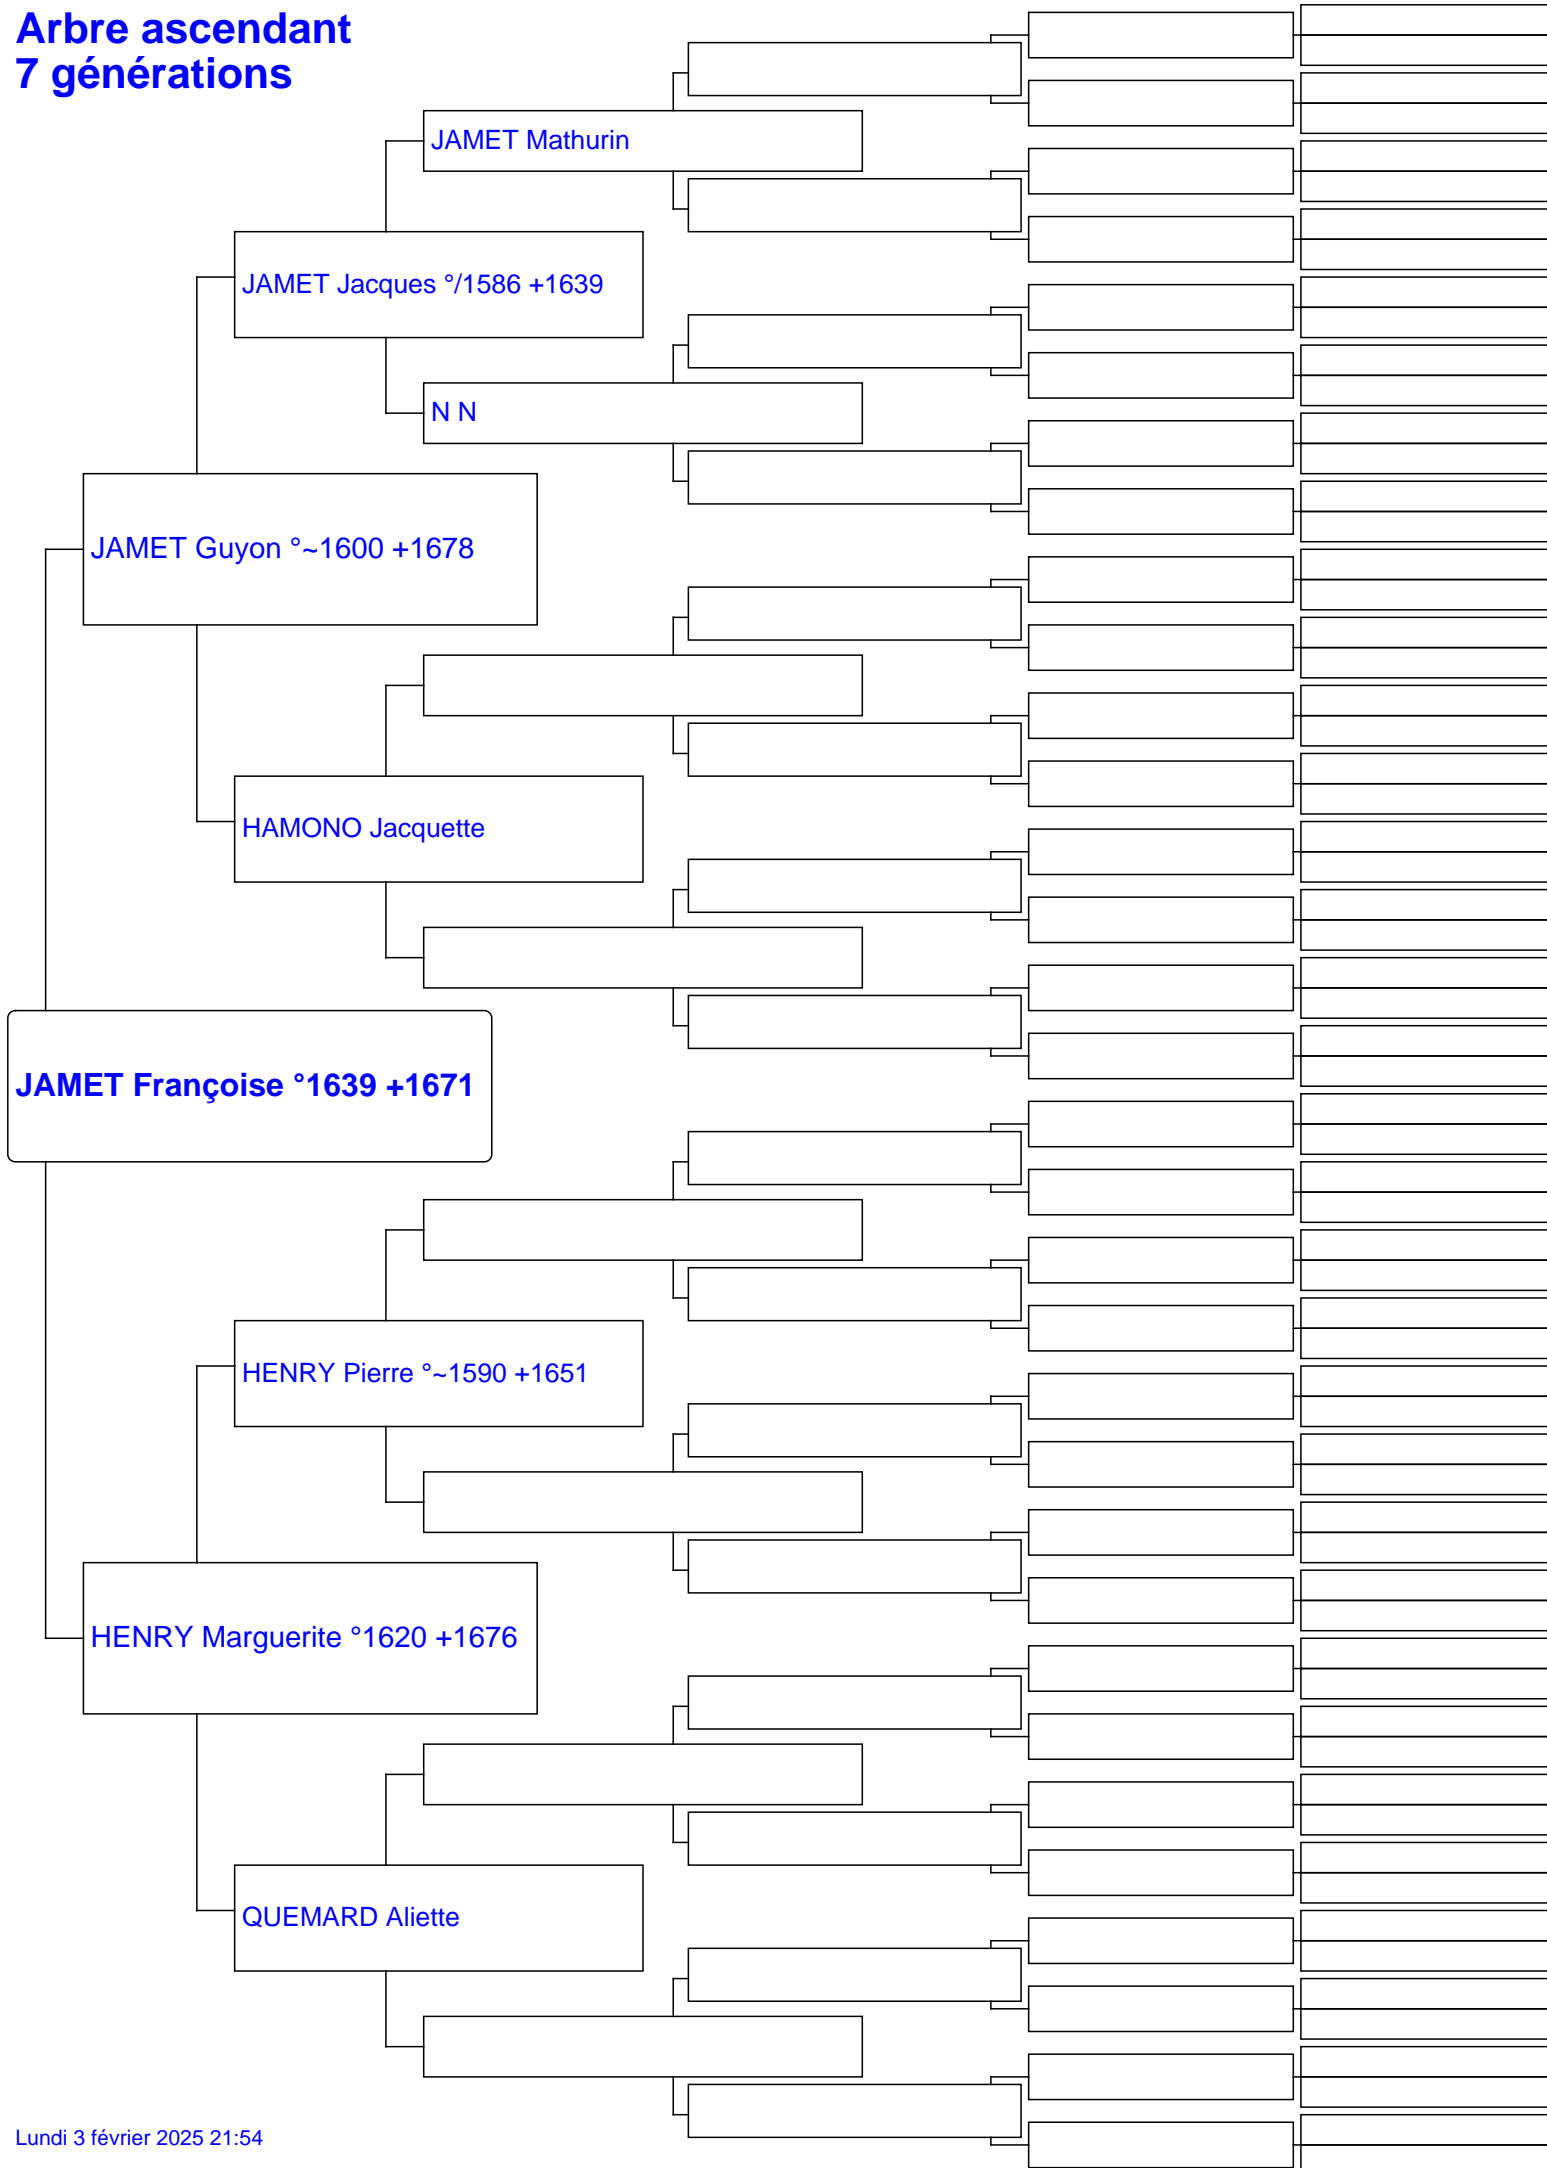 Arbre ascendant
7 générations
JAMET Mathurin
JAMET Jacques °/1586 +1639
N N
JAMET Guyon °~1600 +1678
HAMONO Jacquette
JAMET Françoise °1639 +1671
HENRY Pierre °~1590 +1651
HENRY Marguerite °1620 +1676
QUEMARD Aliette
Lundi 3 février 2025 21:54